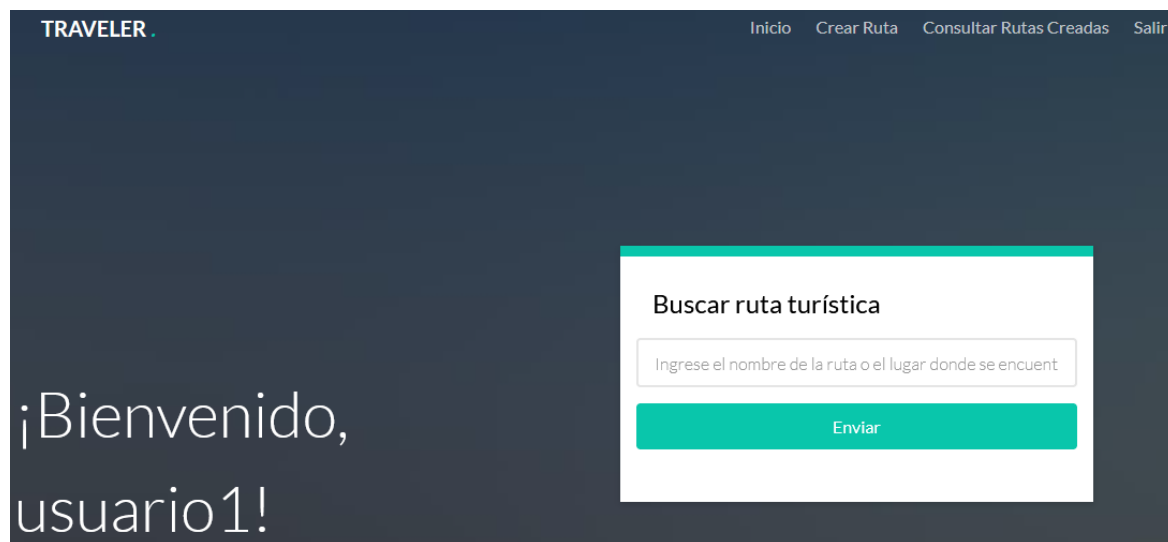 TRAVELER.
Inicio Crear Ruta Consultar Rutas Creadas Salir
Buscar ruta turística
Ingrese el nombre de la ruta o el lugar donde se encuent
Enviar
¡Bienvenido,
usuario1!